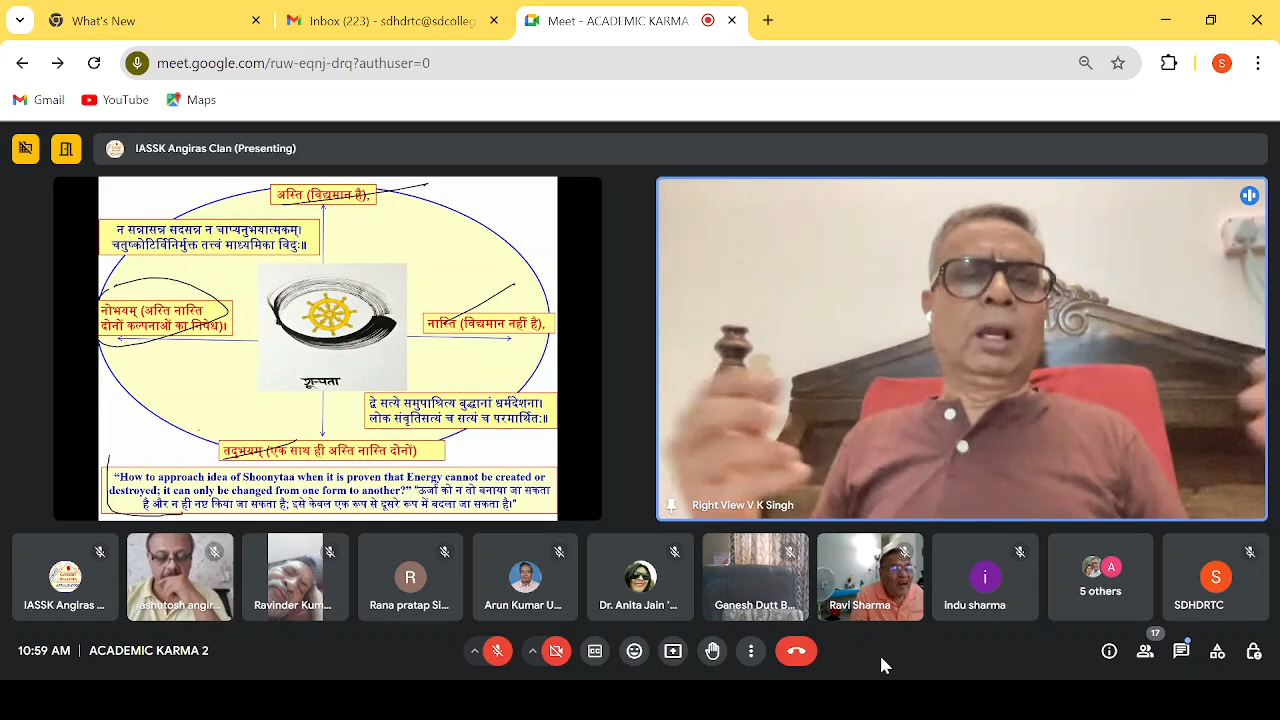 What's New
Inbox (223) - sdhdrtc@sdcolleg
Meet - ACADEMIC KARMA
meet.google.com/ruw-eqnj-drq?authuser=0
S
Gmail
YouTube
Maps
IASSK Angiras Clan (Presenting)
अस्ति (विद्यमान है),
न सन्नासन्न सदसन्न न चाप्यनुभयात्मकम्।
चतुष्कोटिर्विनिर्मुक्त तत्त्वं माध्यमिका विदुः॥
नोभयम् (अस्ति नास्ति
दोनों कल्पनाओं का निषेध)।
नास्ति (विद्यमान नहीं है),
शून्यता
द्वे सत्ये समुपाश्रित्य बुद्धानां धर्मदेशना।
लोक संवृतिसत्यं च सत्यं च परमार्थितः॥
तदुभयम् (एक साथ ही अस्ति नास्ति दोनों)
“How to approach idea of Shoonytaa when it is proven that Energy cannot be created or
destroyed; it can only be changed from one form to another?” "ऊर्जा को न तो बनाया जा सकता
है और न ही नष्ट किया जा सकता है; इसे केवल एक रूप से दूसरे रूप में बदला जा सकता है।"
Right View V K Singh
IASSK Angiras ...
ashutosh angir...
Ravinder Kum...
R
Rana pratap Si...
Arun Kumar U...
Dr. Anita Jain '...
Ganesh Dutt B...
Ravi Sharma
i
indu sharma
A
5 others
S
SDHDRTC
10:59 AM | ACADEMIC KARMA 2
17